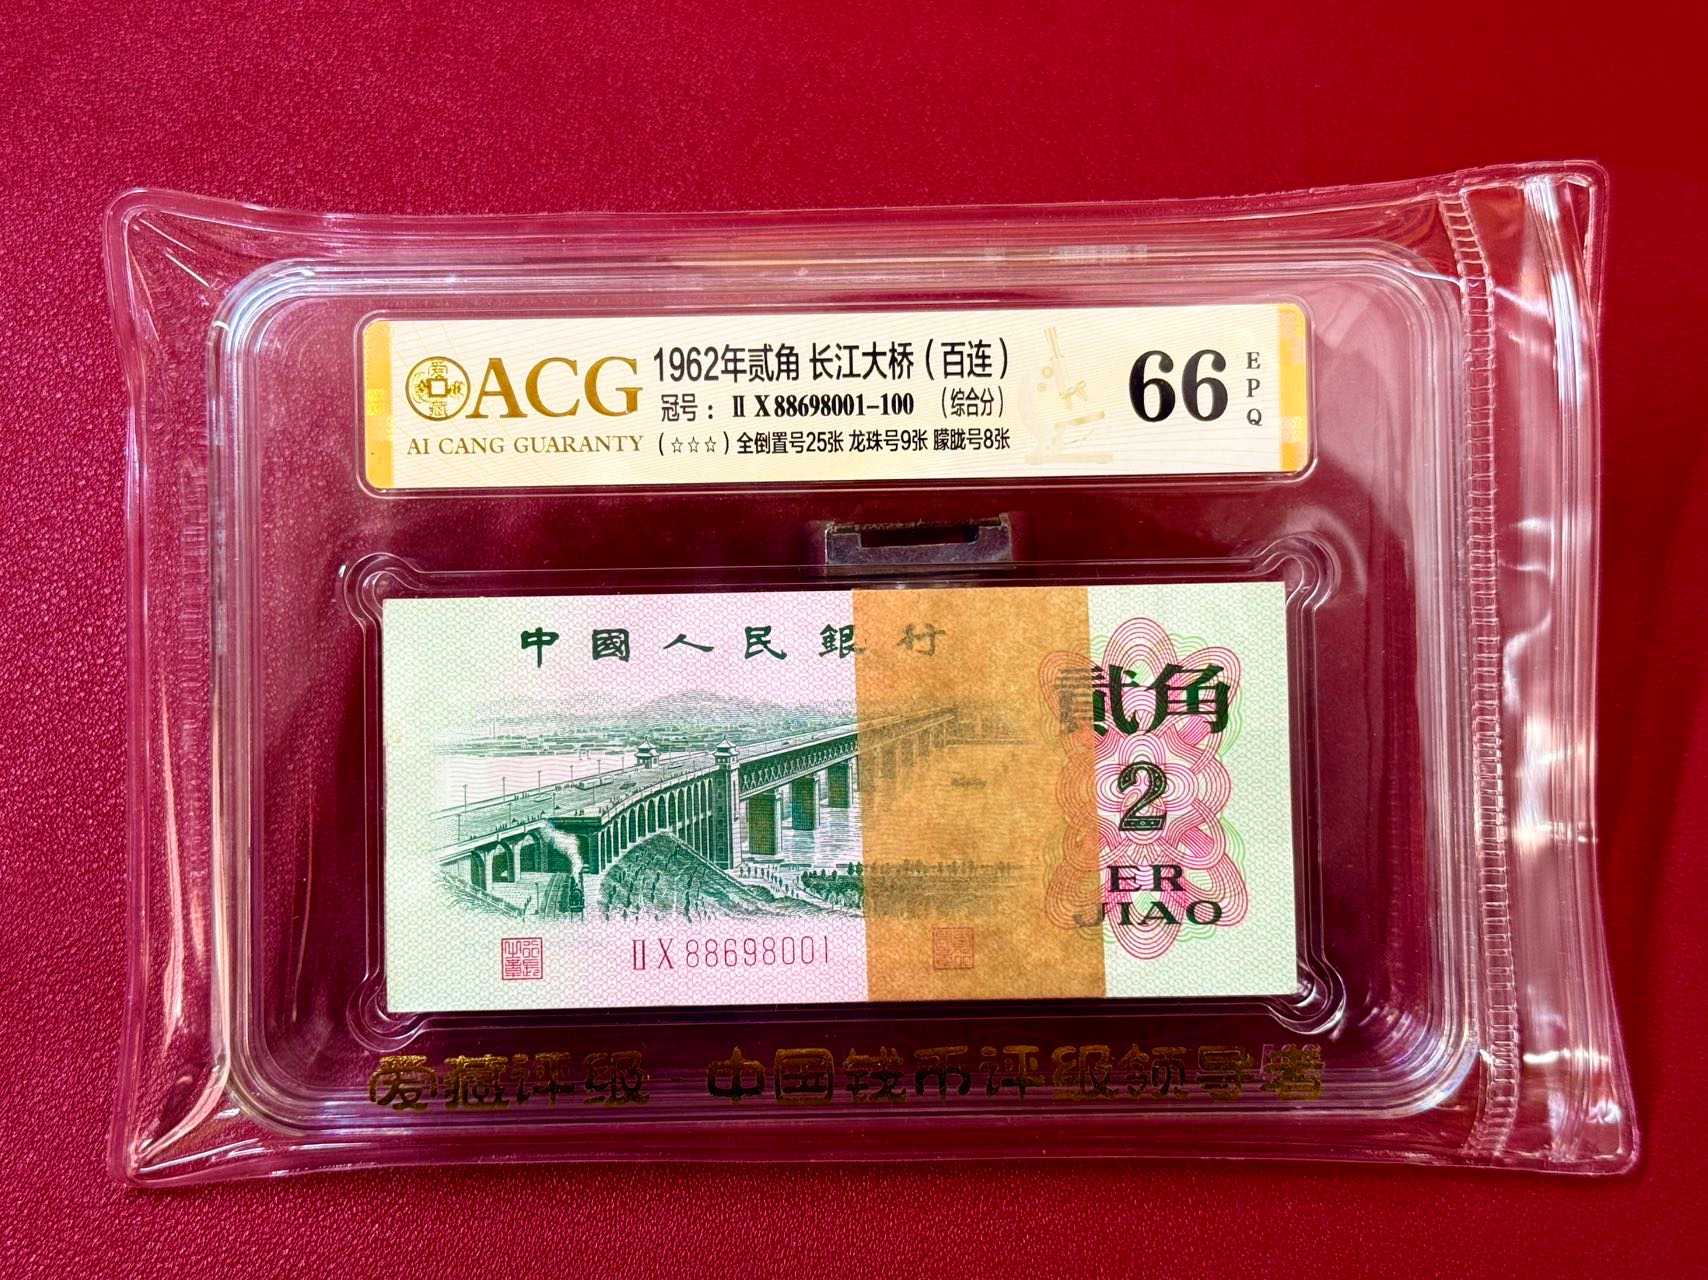 ACG
AI CANG GUARANTY
1962年贰角 长江大桥（百连）
冠号：Ⅱ X 88698001-100 （综合分）
（☆☆☆）全倒置号25张 龙珠号9张 朦胧号8张
66
EPQ
中國人民銀行
貳角
2
ER
JIAO
ⅡX88698001
爱藏评级 中国钱币评级领导者